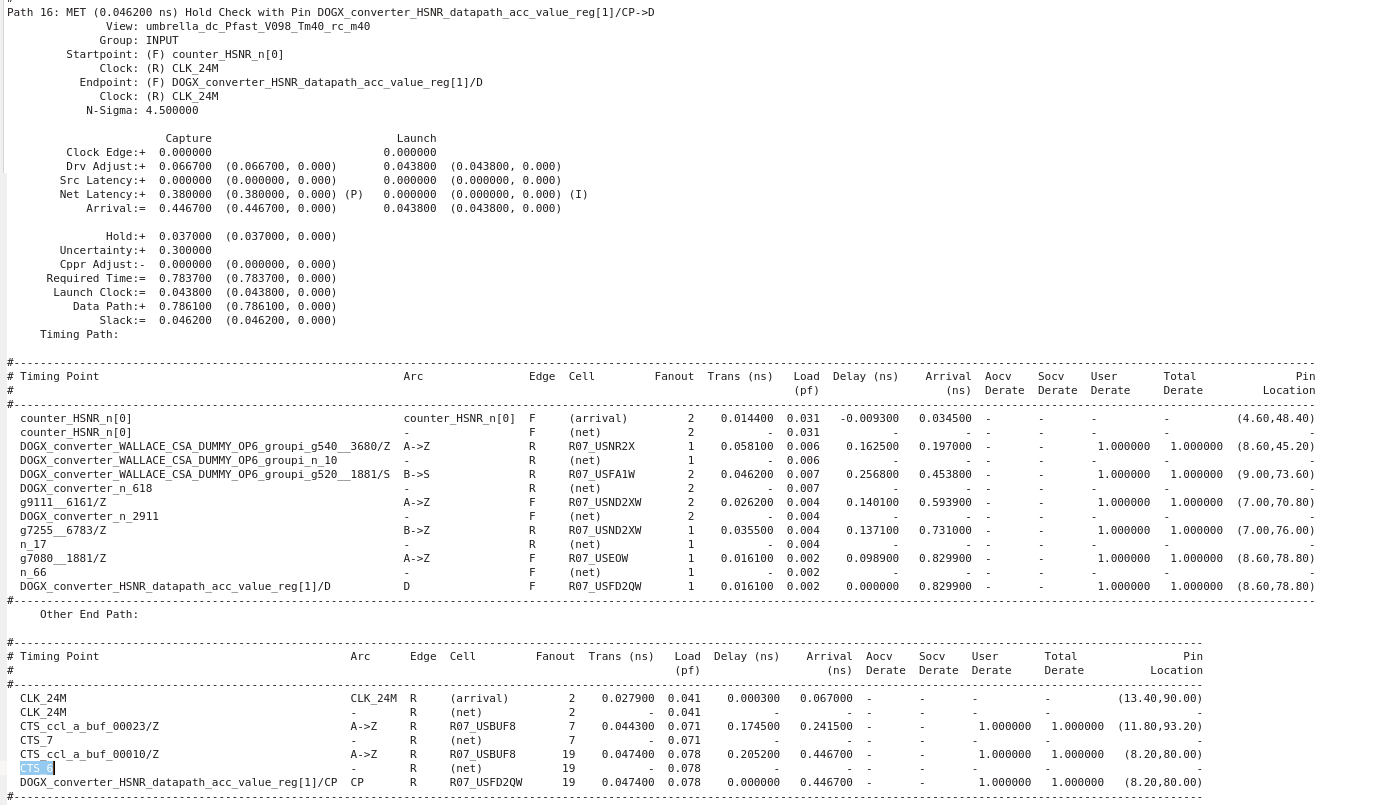 Path 16: MET (0.046200 ns) Hold Check with Pin DOGX_converter_HSNR_datapath_acc_value_reg[1]/CP->D
View: umbrella_dc_Pfast_V098_Tm40_rc_m40
Group: INPUT
Startpoint: (F) counter_HSNR_n[0]
Clock: (R) CLK_24M
Endpoint: (F) DOGX_converter_HSNR_datapath_acc_value_reg[1]/D
Clock: (R) CLK_24M
N-Sigma: 4.500000
Capture Launch
Clock Edge:+ 0.000000 0.000000
Drv Adjust:+ 0.066700 (0.066700, 0.000) 0.043800 (0.043800, 0.000)
Src Latency:+ 0.000000 (0.000000, 0.000) 0.000000 (0.000000, 0.000)
Net Latency:+ 0.380000 (0.380000, 0.000) (P) 0.000000 (0.000000, 0.000) (I)
Arrival:= 0.446700 (0.446700, 0.000) 0.043800 (0.043800, 0.000)
Hold:+ 0.037000 (0.037000, 0.000)
Uncertainty:+ 0.300000
Cppr Adjust:- 0.000000 (0.000000, 0.000)
Required Time:= 0.783700 (0.783700, 0.000)
Launch Clock:= 0.043800 (0.043800, 0.000)
Data Path:+ 0.786100 (0.786100, 0.000)
Slack:= 0.046200 (0.046200, 0.000)
Timing Path:
#--------------------------------------------------------------------------------
# Timing Point Arc Edge Cell Fanout Trans (ns) Load Delay (ns) Arrival Aocv Socv User Total Pin
# (pf) (ns) Derate Derate Derate Derate Location
#--------------------------------------------------------------------------------
counter_HSNR_n[0] counter_HSNR_n[0] F (arrival) 2 0.014400 0.031 -0.009300 0.034500 - - - - (4.60,48.40)
counter_HSNR_n[0] - F (net) 2 - 0.031 - - - - - - -
DOGX_converter_WALLACE_CSA_DUMMY_OP6_groupi_g540__3680/Z A->Z R R07_USNR2X 1 0.058100 0.006 0.162500 0.197000 - - 1.000000 1.000000 (8.60,45.20)
DOGX_converter_WALLACE_CSA_DUMMY_OP6_groupi_n_10 - R (net) 1 - 0.006 - - - - - - -
DOGX_converter_WALLACE_CSA_DUMMY_OP6_groupi_g520__1881/S B->S R R07_USFA1W 2 0.046200 0.007 0.256800 0.453800 - - 1.000000 1.000000 (9.00,73.60)
DOGX_converter_n_618 - R (net) 2 - 0.007 - - - - - - -
g9111__6161/Z A->Z F R07_USND2XW 2 0.026200 0.004 0.140100 0.593900 - - 1.000000 1.000000 (7.00,70.80)
DOGX_converter_n_2911 - F (net) 2 - 0.004 - - - - - - -
g7255__6783/Z B->Z R R07_USND2XW 1 0.035500 0.004 0.137100 0.731000 - - 1.000000 1.000000 (7.00,76.00)
n_17 - R (net) 1 - 0.004 - - - - - - -
g7080__1881/Z A->Z F R07_USEOW 1 0.016100 0.002 0.098900 0.829900 - - 1.000000 1.000000 (8.60,78.80)
n_66 - F (net) 1 - 0.002 - - - - - - -
DOGX_converter_HSNR_datapath_acc_value_reg[1]/D D F R07_USFD2QW 1 0.016100 0.002 0.000000 0.829900 - - 1.000000 1.000000 (8.60,78.80)
#--------------------------------------------------------------------------------
Other End Path:
#--------------------------------------------------------------------------------
# Timing Point Arc Edge Cell Fanout Trans (ns) Load Delay (ns) Arrival Aocv Socv User Total Pin
# (pf) (ns) Derate Derate Derate Derate Location
#--------------------------------------------------------------------------------
CLK_24M CLK_24M R (arrival) 2 0.027900 0.041 0.000300 0.067000 - - - - (13.40,90.00)
CLK_24M - R (net) 2 - 0.041 - - - - - - -
CTS_ccl_a_buf_00023/Z A->Z R R07_USBUF8 7 0.044300 0.071 0.174500 0.241500 - - 1.000000 1.000000 (11.80,93.20)
CTS_7 - R (net) 7 - 0.071 - - - - - - -
CTS_ccl_a_buf_00010/Z A->Z R R07_USBUF8 19 0.047400 0.078 0.205200 0.446700 - - 1.000000 1.000000 (8.20,80.00)
CTS_6 - R (net) 19 - 0.078 - - - - - - -
DOGX_converter_HSNR_datapath_acc_value_reg[1]/CP CP R R07_USFD2QW 19 0.047400 0.078 0.000000 0.446700 - - 1.000000 1.000000 (8.20,80.00)
#--------------------------------------------------------------------------------